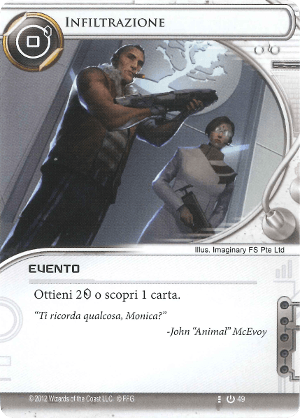 INFILTRAZIONE
Illus. Imaginary FS Pte Ltd
EVENTO
Ottieni 2 o scopri 1 carta.
“Ti ricorda qualcosa, Monica?”
-John “Animal” McEvoy
© 2012 Wizards of the Coast LLC. © FFG. 49